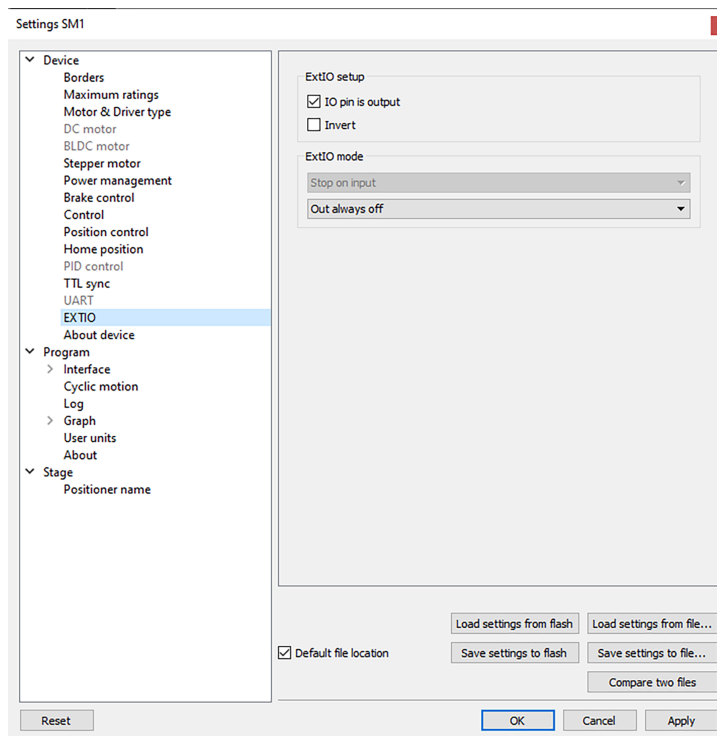 Settings SM1
Device
Borders
Maximum ratings
Motor & Driver type
DC motor
BLDC motor
Stepper motor
Power management
Brake control
Control
Position control
Home position
PID control
TTL sync
UART
EXTIO
About device
Program
Interface
Cyclic motion
Log
Graph
User units
About
Stage
Positioner name
ExtIO setup
IO pin is output
Invert
ExtIO mode
Stop on input
Out always off
Load settings from flash
Load settings from file...
Default file location
Save settings to flash
Save settings to file...
Compare two files
Reset
OK
Cancel
Apply